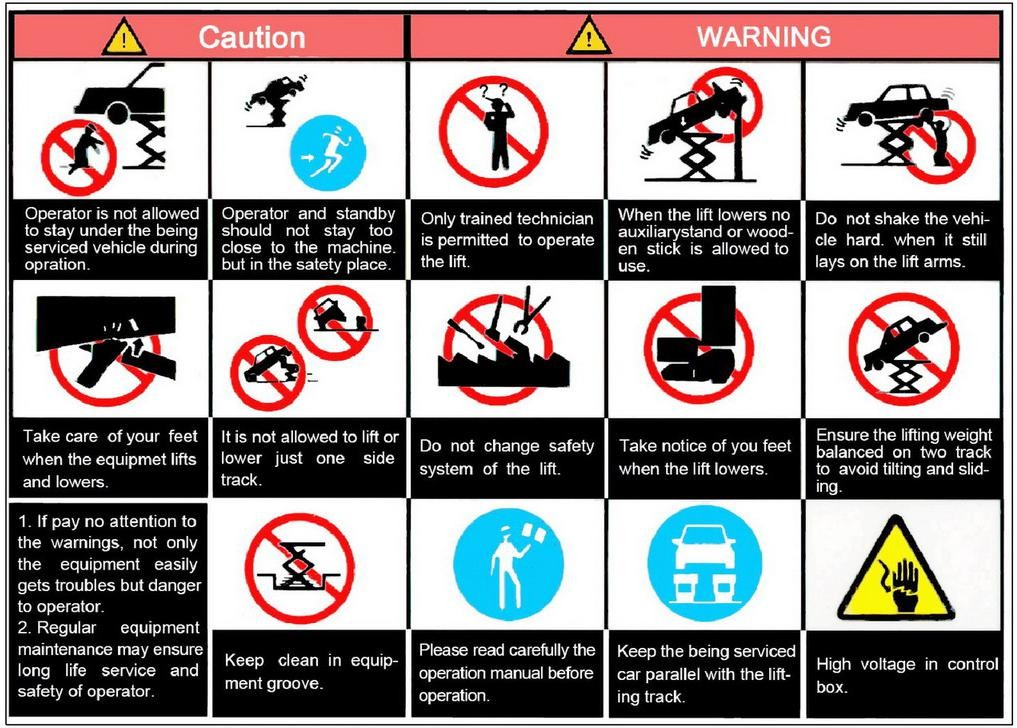 Caution
WARNING
Operator is not allowed
to stay under the being
serviced vehicle during
opration.
Operator and standby
should not stay too
close to the machine.
but in the satety place.
Only trained technician
is permitted to operate
the lift.
When the lift lowers no
auxiliarystand or wood-
en stick is allowed to
use.
Do not shake the vehi-
cle hard. when it still
lays on the lift arms.
Take care of your feet
when the equipmet lifts
and lowers.
It is not allowed to lift or
lower just one side
track.
Do not change safety
system of the lift.
Take notice of you feet
when the lift lowers.
Ensure the lifting weight
balanced on two track
to avoid tilting and slid-
ing.
1. If pay no attention to
the warnings, not only
the equipment easily
gets troubles but danger
to operator.
2. Regular equipment
maintenance may ensure
long life service and
safety of operator.
Keep clean in equip-
ment groove.
Please read carefully the
operation manual before
operation.
Keep the being serviced
car parallel with the lift-
ing track.
High voltage in control
box.